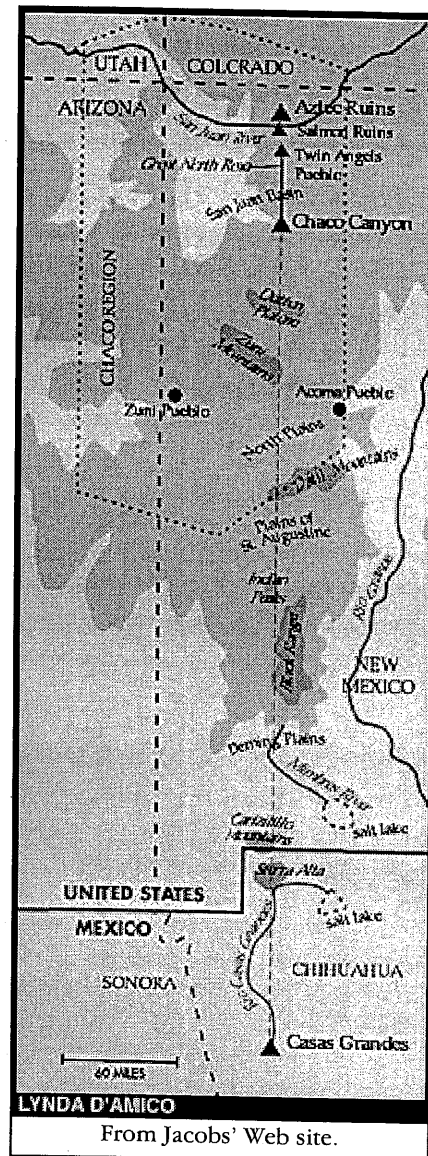 UTAH
COLORADO
ARIZONA
Aztec Ruins
San Juan River
Salmon Ruins
Great North Road
Twin Angels
Pueblo
San Juan Basin
Chaco Canyon
CHACO REGION
Dutton
Plateau
Zuni
Mountains
Acoma Pueblo
Zuni Pueblo
North Plains
Datil Mountains
Plains of
St. Augustine
Indian
Peaks
Black Range
Rio Grande
NEW
MEXICO
Deming Plains
Mimbres River
Salt Lake
Mountains
Sierra Alta
UNITED STATES
MEXICO
Salt Lake
Rio Casas Grandes
SONORA
CHIHUAHUA
Casas Grandes
60 MILES
LYNDA D'AMICO
From Jacobs' Web site.